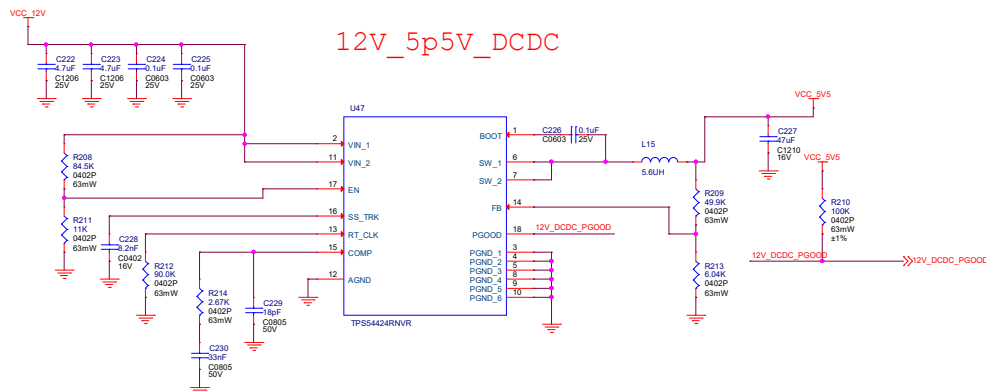 VCC_12V
12V_5p5V_DCDC
C222
4.7uF
C1206
25V
C223
4.7uF
C1206
25V
C224
0.1uF
C0603
25V
C225
0.1uF
C0603
25V
U47
VCC_5V5
2
VIN_1
11
VIN_2
17
EN
16
SS_TRK
13
RT_CLK
15
COMP
12
AGND
BOOT
1
SW_1
6
SW_2
7
FB
14
PGOOD
18
PGND_1
3
PGND_2
4
PGND_3
5
PGND_4
8
PGND_5
9
PGND_6
10
TPS54424RNVR
C226
C0603
0.1uF
25V
L15
5.6UH
C227
47uF
C1210
16V
VCC_5V5
R208
84.5K
0402P
63mW
R211
11K
0402P
63mW
C228
8.2nF
C0402
16V
R212
90.0K
0402P
63mW
R214
2.67K
0402P
63mW
C229
18pF
C0805
50V
C230
33nF
C0805
50V
R209
49.9K
0402P
63mW
R210
100K
0402P
63mW
±1%
12V_DCDC_PGOOD
R213
6.04K
0402P
63mW
12V_DCDC_PGOOD
12V_DCDC_PGOOD